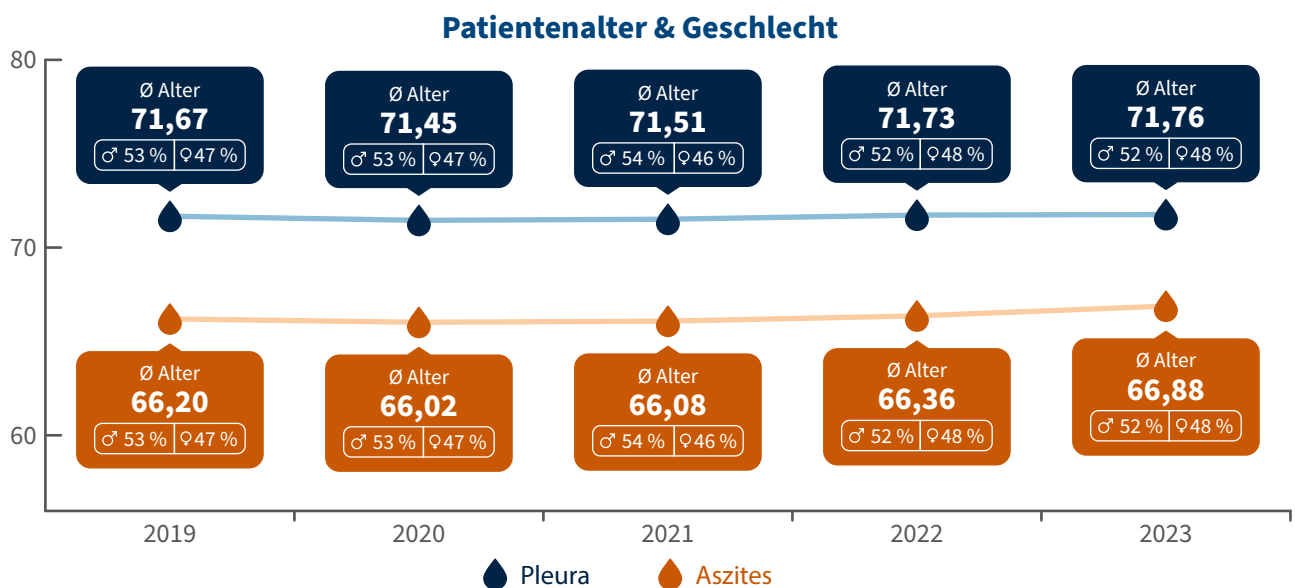 Patientenalter & Geschlecht
80
70
60
Ø Alter
71,67
♂ 53 % ♀ 47 %
Ø Alter
71,45
♂ 53 % ♀ 47 %
Ø Alter
71,51
♂ 54 % ♀ 46 %
Ø Alter
71,73
♂ 52 % ♀ 48 %
Ø Alter
71,76
♂ 52 % ♀ 48 %
Ø Alter
66,20
♂ 53 % ♀ 47 %
Ø Alter
66,02
♂ 53 % ♀ 47 %
Ø Alter
66,08
♂ 54 % ♀ 46 %
Ø Alter
66,36
♂ 52 % ♀ 48 %
Ø Alter
66,88
♂ 52 % ♀ 48 %
2019 2020 2021 2022 2023
Pleura Aszites